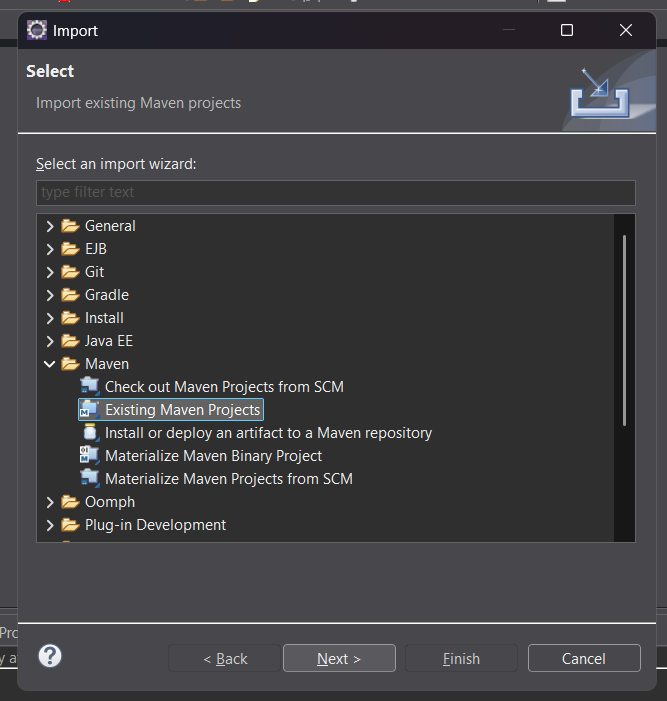 Import
Select
Import existing Maven projects
Select an import wizard:
type filter text
General
EJB
Git
Gradle
Install
Java EE
Maven
Check out Maven Projects from SCM
Existing Maven Projects
Install or deploy an artifact to a Maven repository
Materialize Maven Binary Project
Materialize Maven Projects from SCM
Oomph
Plug-in Development
? < Back Next > Finish Cancel